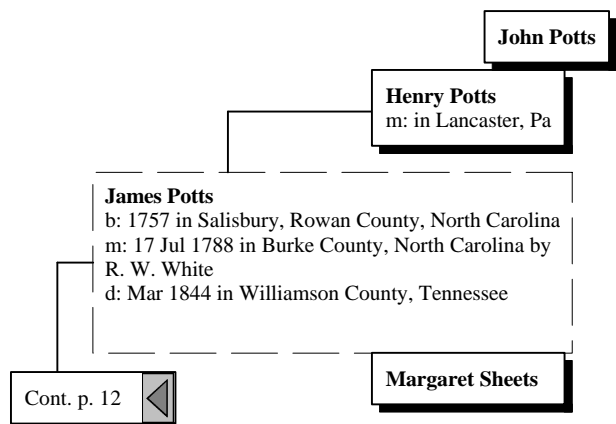 John Potts
Henry Potts
m: in Lancaster, Pa
James Potts
b: 1757 in Salisbury, Rowan County, North Carolina
m: 17 Jul 1788 in Burke County, North Carolina by
R. W. White
d: Mar 1844 in Williamson County, Tennessee
Margaret Sheets
Cont. p. 12